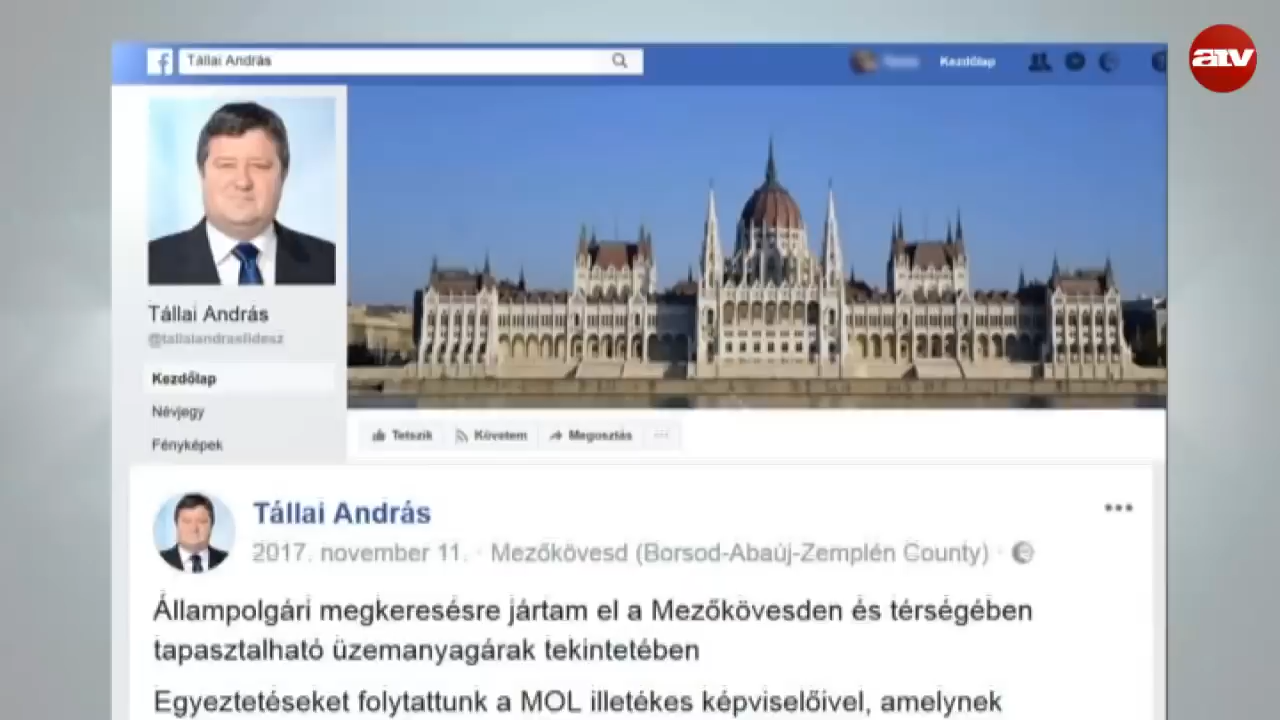 atv
Tállai András
Kezdőlap
Tállai András
@tallaiandrasfidesz
Kezdőlap
Névjegy
Fényképek
Tetszik
Követem
Megosztás
Tállai András
2017. november 11. · Mezőkövesd (Borsod-Abaúj-Zemplén County) ·
Állampolgári megkeresésre jártam el a Mezőkövesden és térségében
tapasztalható üzemanyagárak tekintetében
Egyeztetéseket folytattunk a MOL illetékes képviselőivel, amelynek